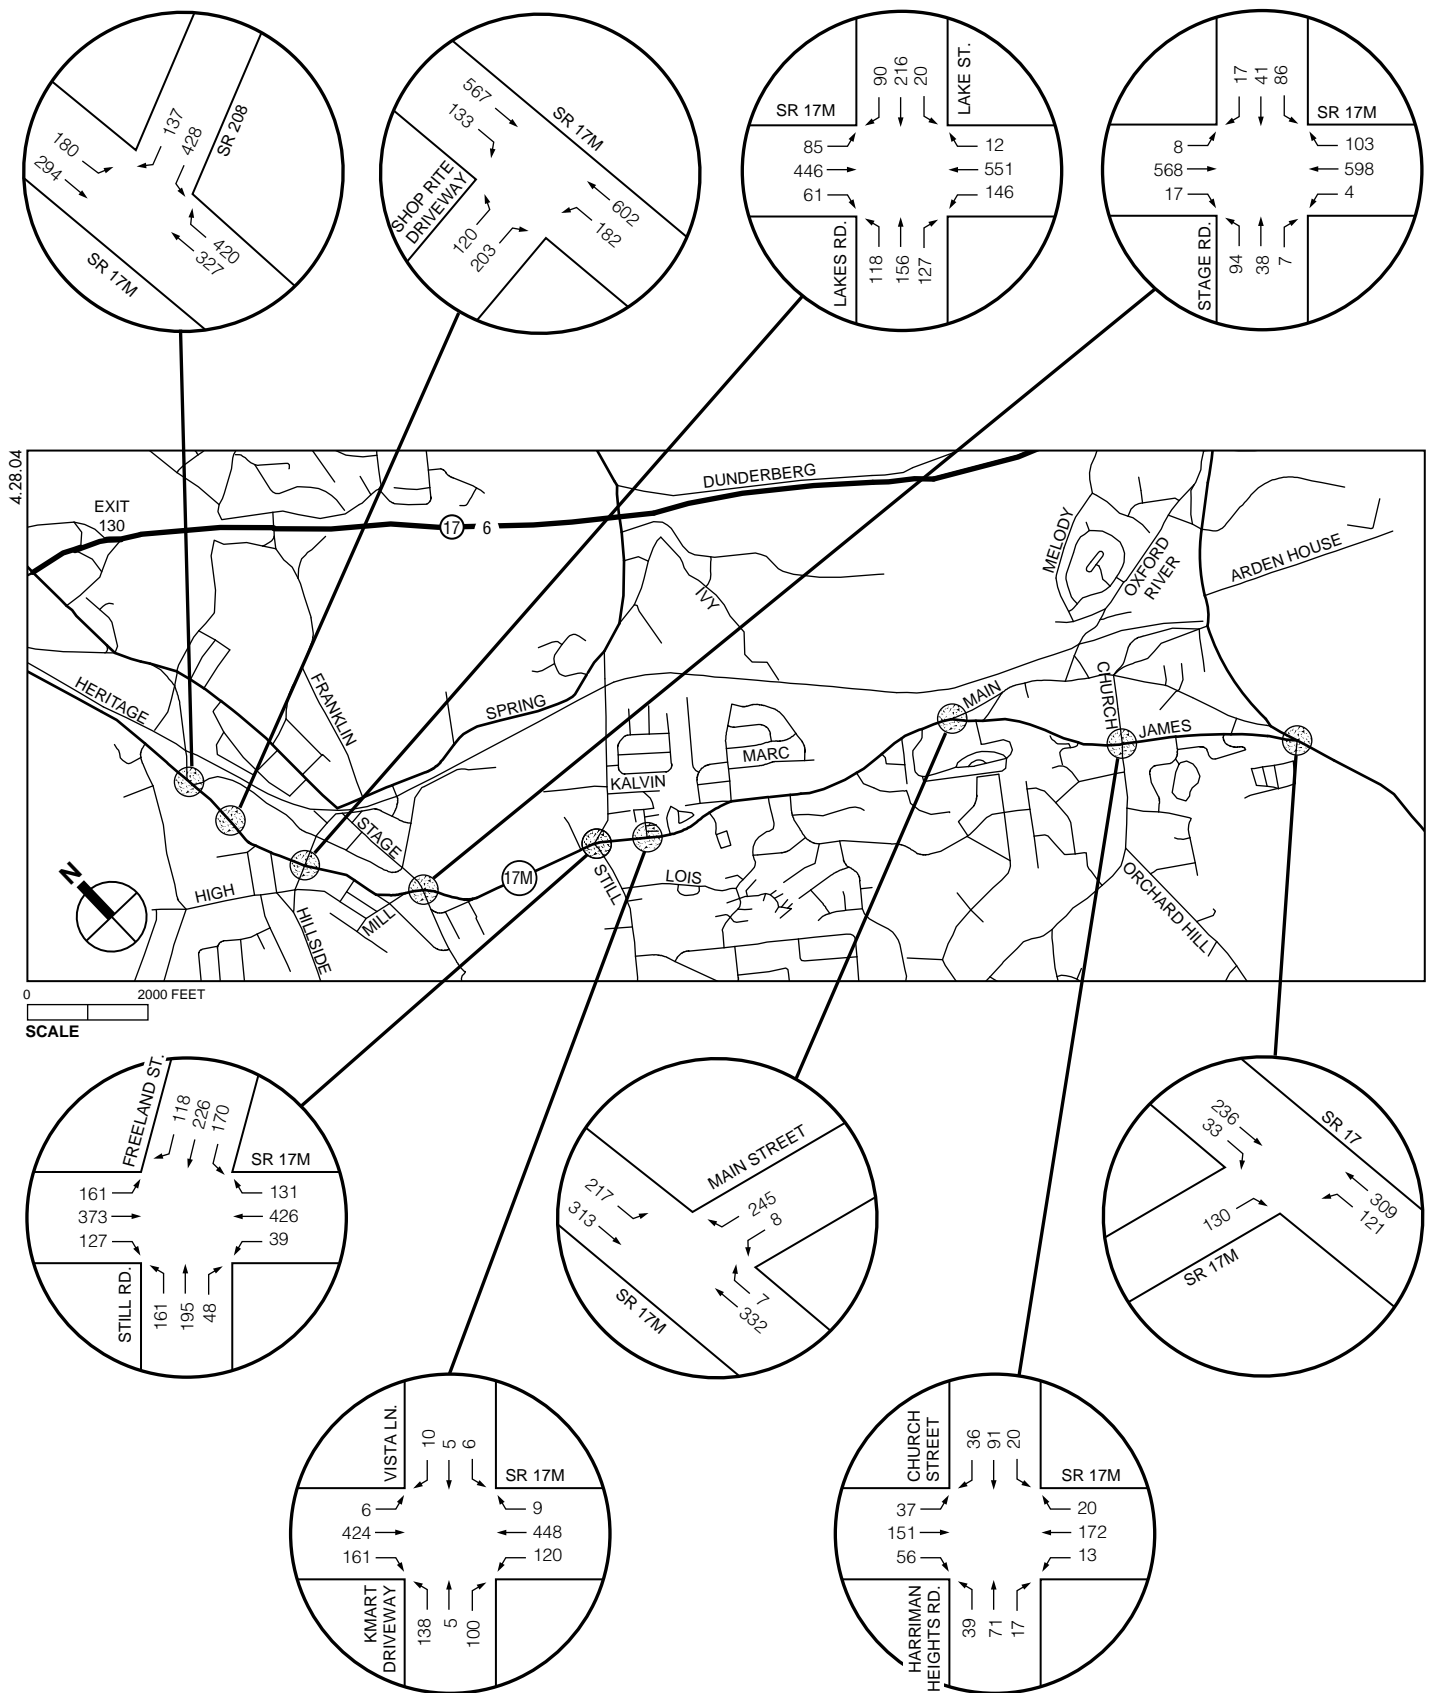 180
294
137
428
SR 208
420
327
SR 17M
567
133
SR 17M
SHOP RITE
DRIVEWAY
120
203
602
182
90
216
20
LAKE ST.
SR 17M
85
446
61
12
551
146
LAKES RD.
118
156
127
17
41
86
SR 17M
8
568
17
103
598
4
STAGE RD.
94
38
7
4.28.04
EXIT
130
17
6
DUNDERBERG
MELODY
OXFORD
RIVER
ARDEN HOUSE
IVY
HERITAGE
FRANKLIN
SPRING
MAIN
CHURCH
JAMES
MARC
KALVIN
STAGE
17M
STILL
LOIS
HIGH
HILLSIDE
MILL
ORCHARD HILL
N
0
2000 FEET
SCALE
FREELAND ST.
118
226
170
SR 17M
161
373
127
131
426
39
STILL RD.
161
195
48
MAIN STREET
217
313
245
8
7
332
SR 17M
236
33
SR 17
130
309
121
SR 17M
VISTA LN.
10
5
6
SR 17M
6
424
161
9
448
120
KMART
DRIVEWAY
138
5
100
CHURCH
STREET
36
91
20
SR 17M
37
151
56
20
172
13
HARRIMAN
HEIGHTS RD.
39
71
17